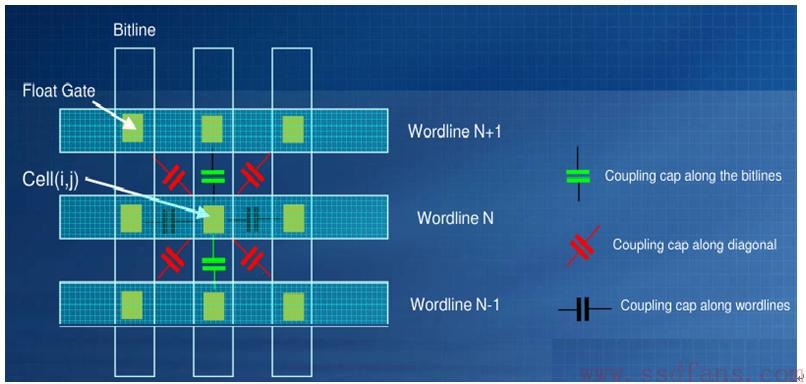 Bitline
Float Gate
Wordline N+1
Coupling cap along the bitlines
Cell(i,j)
Wordline N
Coupling cap along diagonal
Wordline N-1
Coupling cap along wordlines
www.ssdfans.com